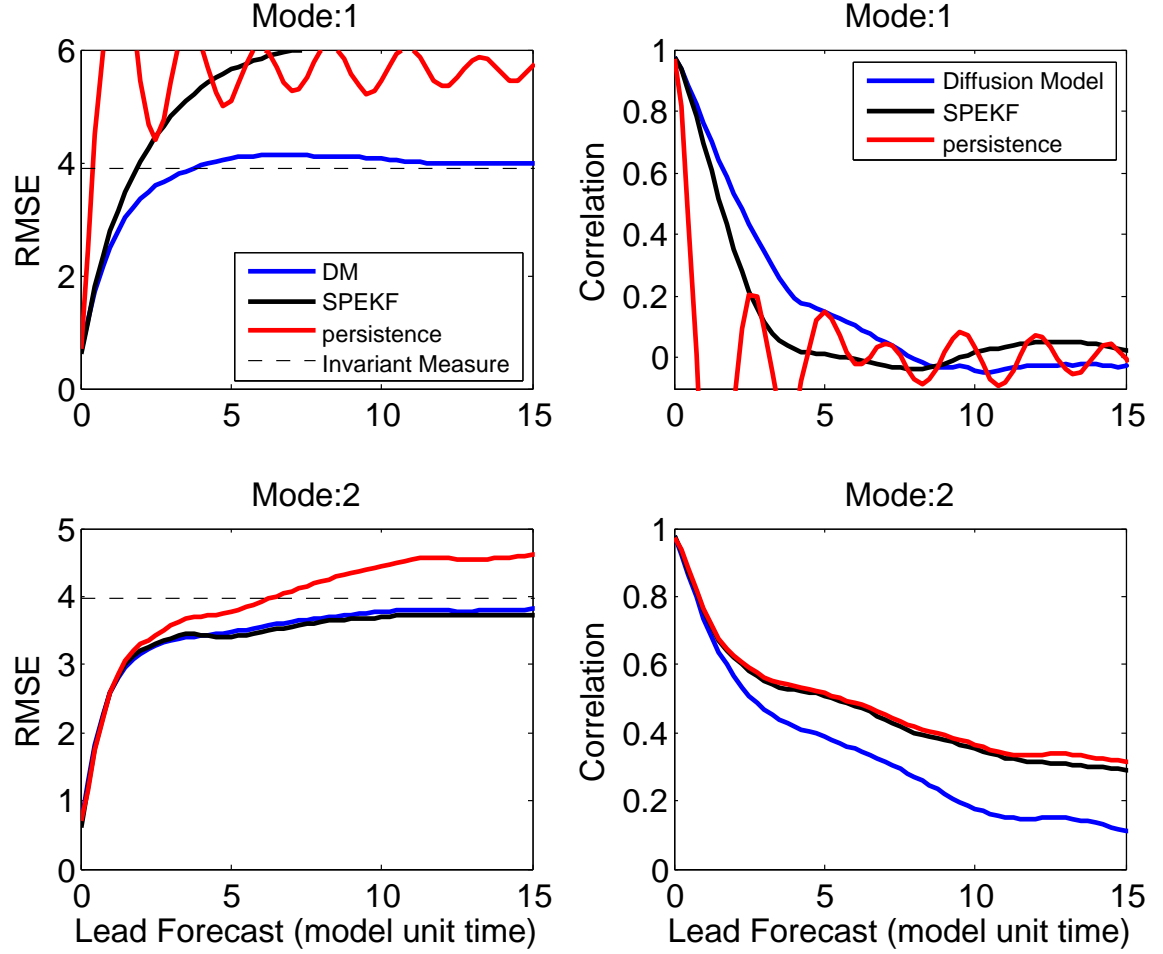 Mode:1
6
4
2
0
RMSE
DM
SPEKF
persistence
Invariant Measure
0
5
10
15
Mode:1
1
0.8
0.6
0.4
0.2
0
Correlation
Diffusion Model
SPEKF
persistence
0
5
10
15
Mode:2
5
4
3
2
1
0
RMSE
0
5
10
15
Lead Forecast (model unit time)
Mode:2
1
0.8
0.6
0.4
0.2
0
Correlation
0
5
10
15
Lead Forecast (model unit time)